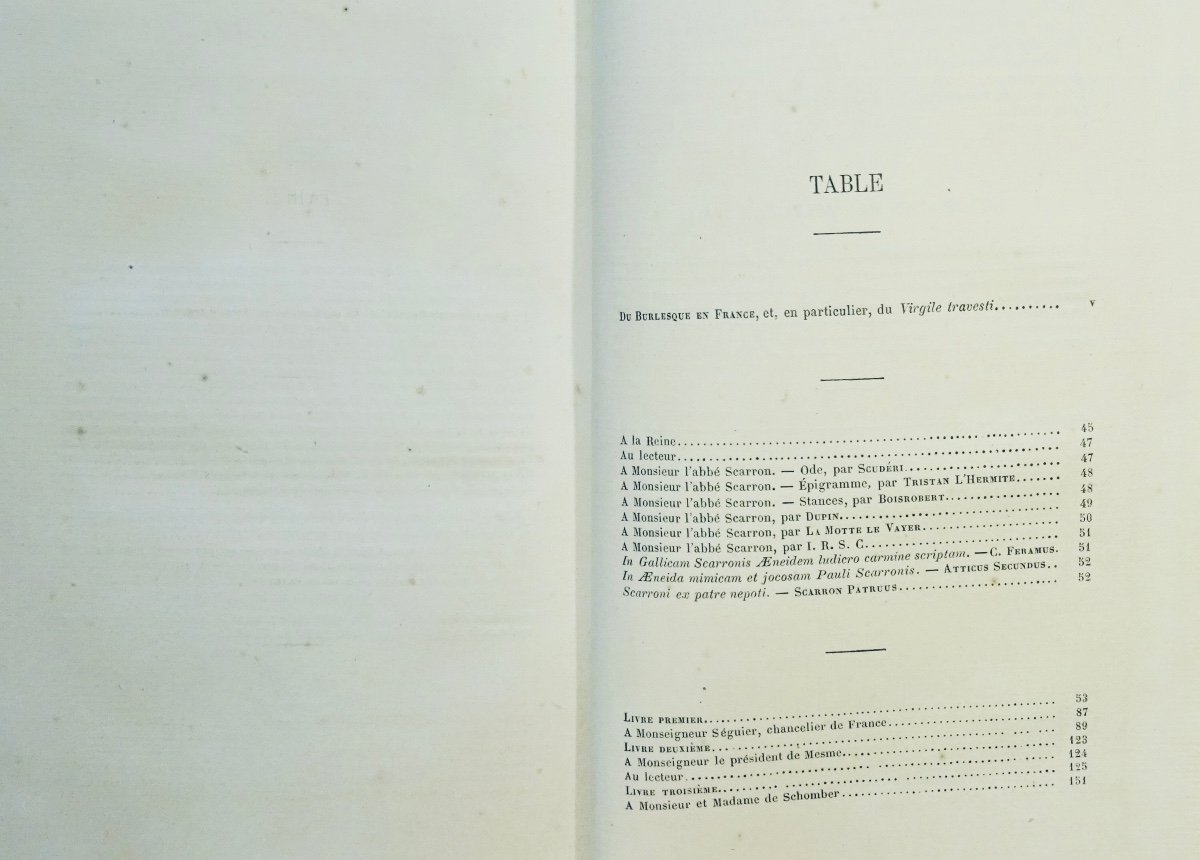 TABLE
DU BURLESQUE EN FRANCE, et, en particulier, du Virgile travesti.......... V
A la Reine........................................ 45
Au lecteur........................................ 47
A Monsieur l'abbé Scarron. — Ode, par SCUDÉRI........................ 47
A Monsieur l'abbé Scarron. — Épigramme, par TRISTAN L'HERMITE....... 48
A Monsieur l'abbé Scarron. — Stances, par BOISROBERT.................. 48
A Monsieur l'abbé Scarron, par DUPIN.................................. 49
A Monsieur l'abbé Scarron, par LA MOTTE LE VAYER..................... 50
A Monsieur l'abbé Scarron, par I. R. S. C.............................. 51
In Gallicam Scarronis Æneidem ludicro carmine scriptam. — C. FERAMUS. 51
In Æneida mimicam et jocosam Pauli Scarronis. — ATTICUS SECUNDUS.. 52
Scarroni ex patre nepoti. — SCARRON PATRUUS......................... 52
LIVRE PREMIER........................................ 53
A Monseigneur Séguier, chancelier de France......................... 87
LIVRE DEUXIÈME........................................ 89
A Monseigneur le président de Mesme................................. 123
Au lecteur........................................ 124
LIVRE TROISIÈME........................................ 125
A Monsieur et Madame de Schomber.................................. 151